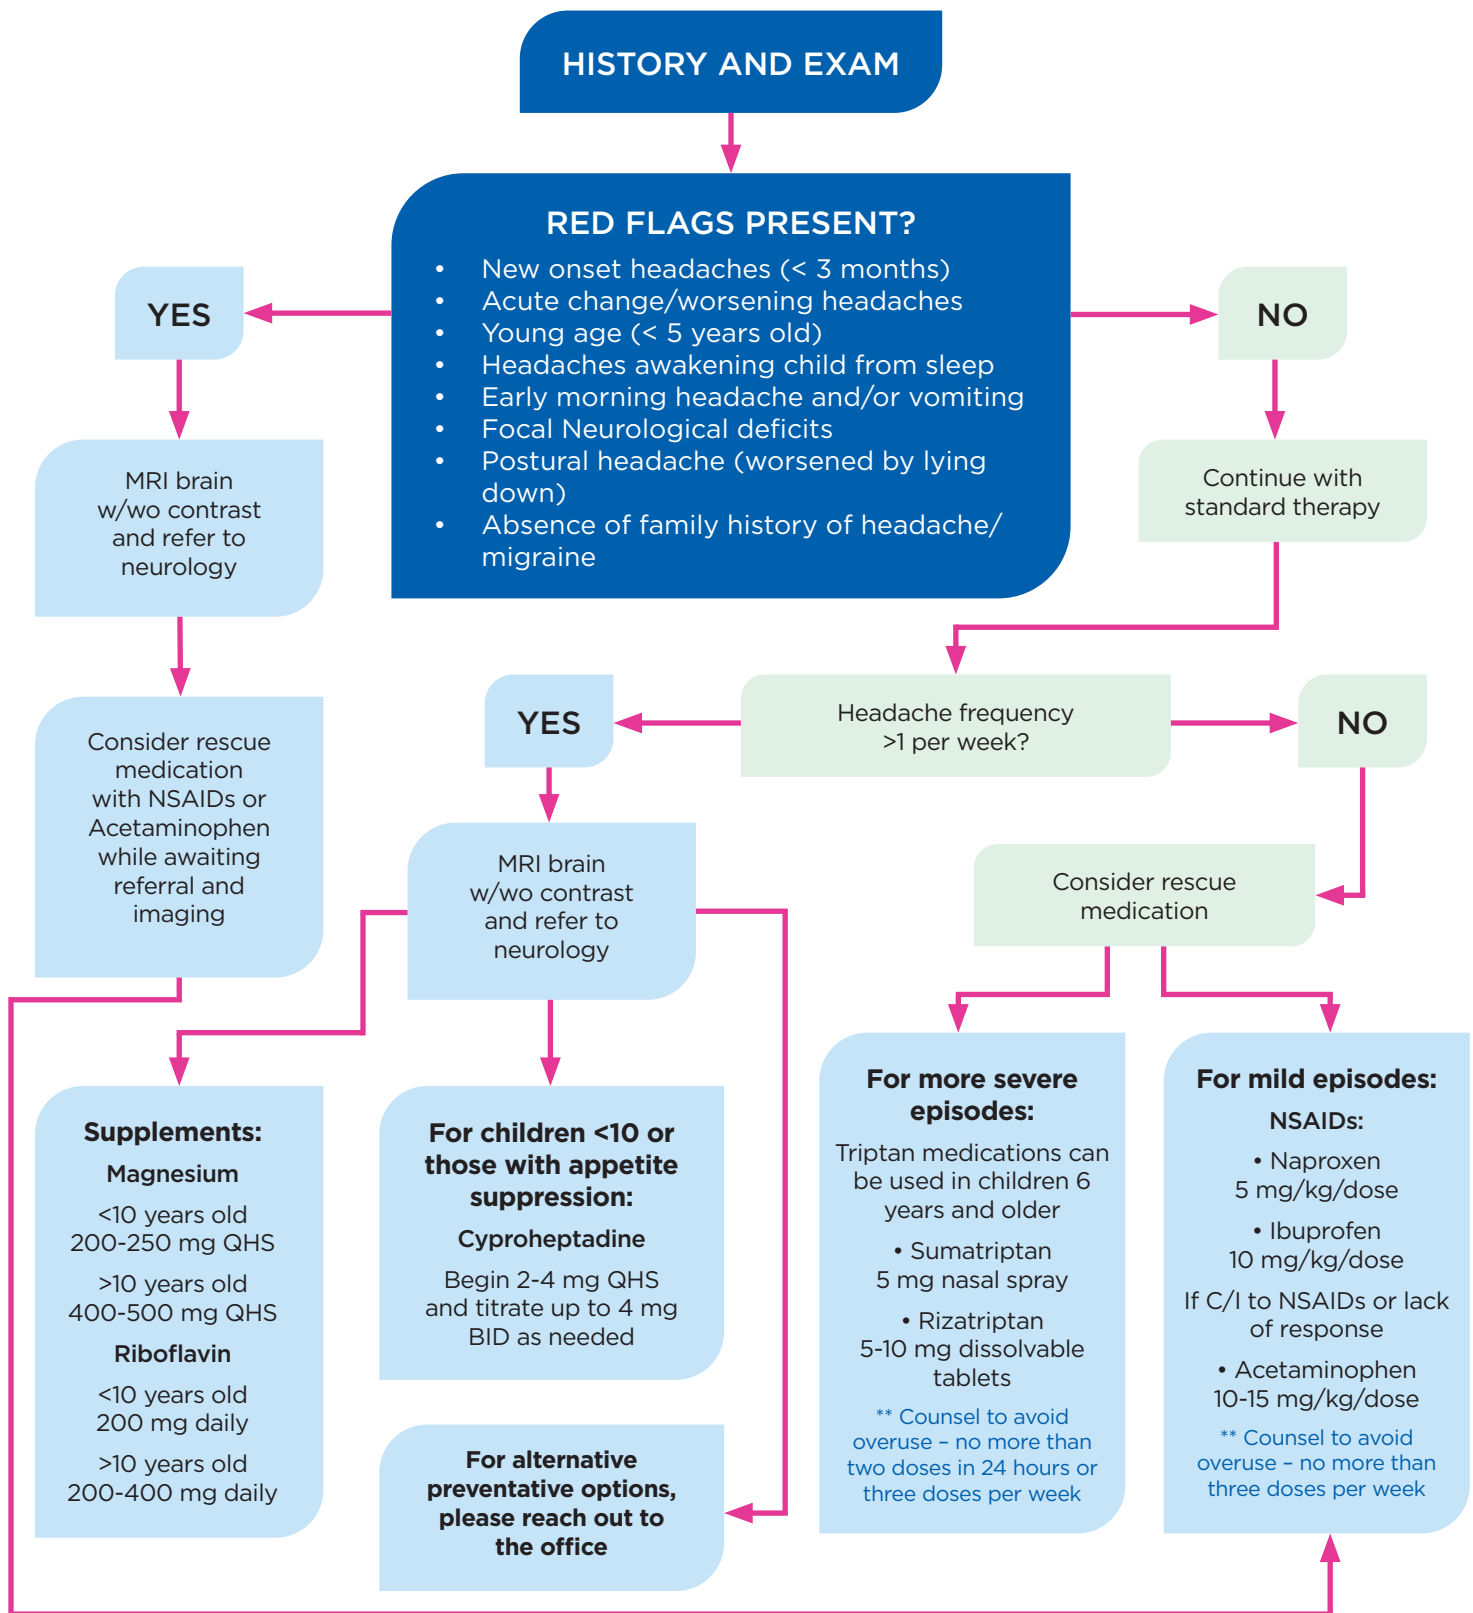 HISTORY AND EXAM
RED FLAGS PRESENT?
• New onset headaches (< 3 months)
• Acute change/worsening headaches
• Young age (< 5 years old)
• Headaches awakening child from sleep
• Early morning headache and/or vomiting
• Focal Neurological deficits
• Postural headache (worsened by lying
down)
• Absence of family history of headache/
migraine
YES
NO
MRI brain
w/wo contrast
and refer to
neurology
Continue with
standard therapy
Consider rescue
medication
with NSAIDs or
Acetaminophen
while awaiting
referral and
imaging
YES
Headache frequency
>1 per week?
NO
MRI brain
w/wo contrast
and refer to
neurology
Consider rescue
medication
Supplements:
Magnesium
<10 years old
200-250 mg QHS
>10 years old
400-500 mg QHS
Riboflavin
<10 years old
200 mg daily
>10 years old
200-400 mg daily
For children <10 or
those with appetite
suppression:
Cyproheptadine
Begin 2-4 mg QHS
and titrate up to 4 mg
BID as needed
For alternative
preventative options,
please reach out to
the office
For more severe
episodes:
Triptan medications can
be used in children 6
years and older
• Sumatriptan
5 mg nasal spray
• Rizatriptan
5-10 mg dissolvable
tablets
** Counsel to avoid
overuse – no more than
two doses in 24 hours or
three doses per week
For mild episodes:
NSAIDs:
• Naproxen
5 mg/kg/dose
• Ibuprofen
10 mg/kg/dose
If C/I to NSAIDs or lack
of response
• Acetaminophen
10-15 mg/kg/dose
** Counsel to avoid
overuse – no more than
three doses per week